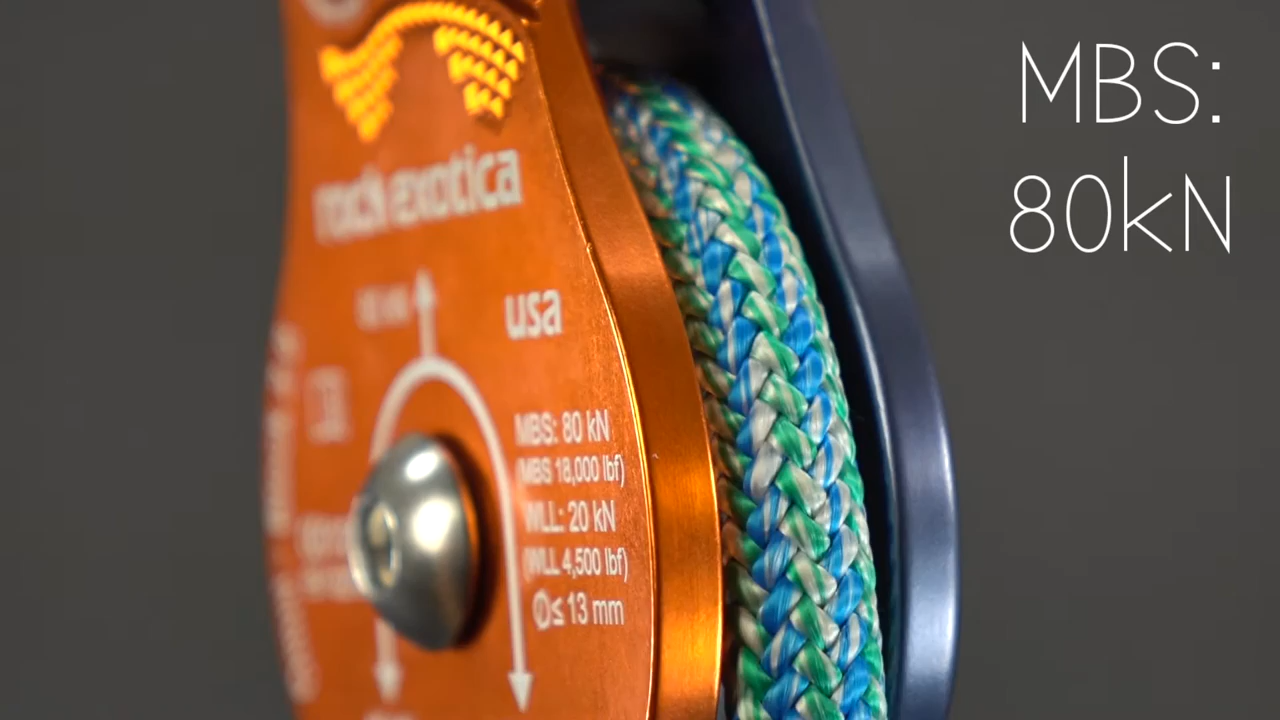 MBS:
80kN
rock exotica
usa
MBS: 80 kN
(MBS 18,000 lbf)
WLL: 20 kN
(WLL 4,500 lbf)
Ø≤ 13 mm